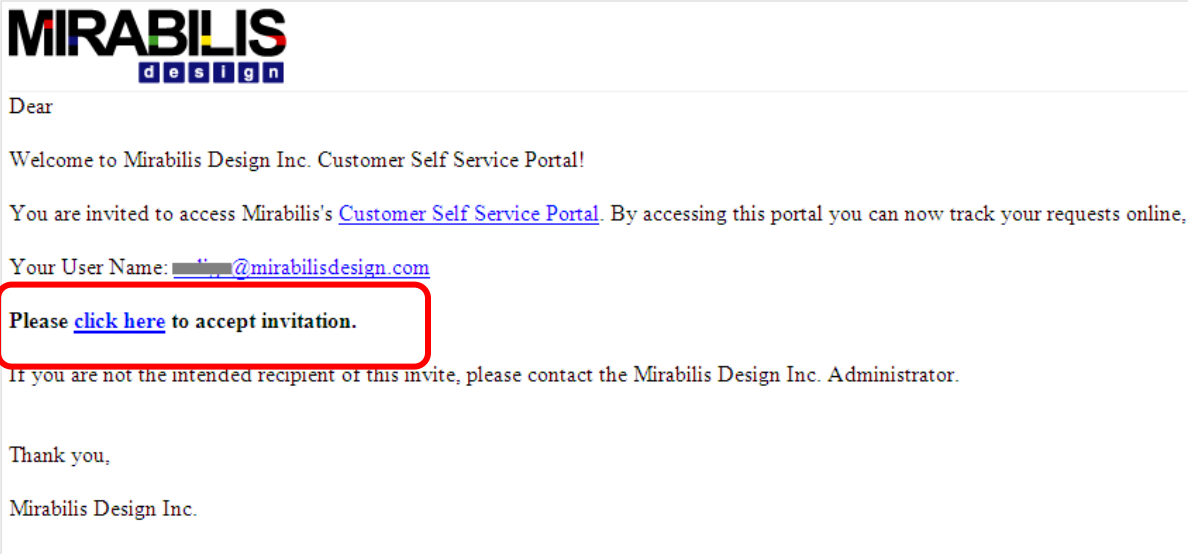 MIRABILIS
design
Dear
Welcome to Mirabilis Design Inc. Customer Self Service Portal!
You are invited to access Mirabilis's Customer Self Service Portal. By accessing this portal you can now track your requests online,
Your User Name: @mirabilisdesign.com
Please click here to accept invitation.
If you are not the intended recipient of this invite, please contact the Mirabilis Design Inc. Administrator.
Thank you,
Mirabilis Design Inc.